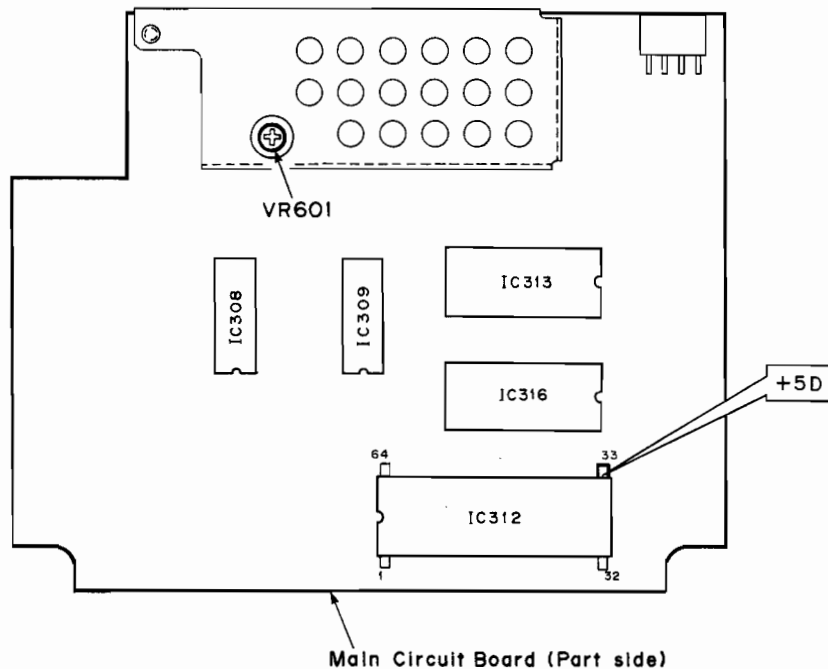 VR601
IC308
IC309
IC313
IC316
+5D
64
33
IC312
1
32
Main Circuit Board (Part side)